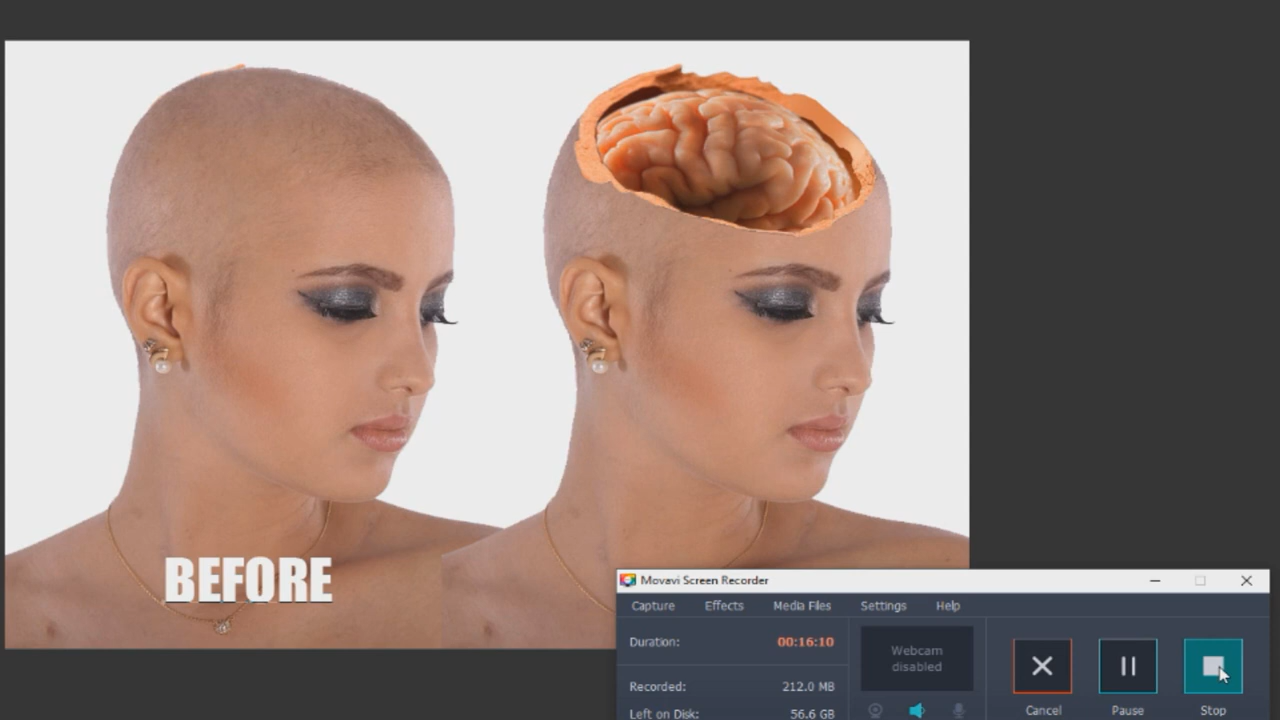 BEFORE
Movavi Screen Recorder
Capture Effects Media Files Settings Help
Duration: 00:16:10
Webcam
disabled
Recorded: 212.0 MB
Left on Disk: 56.6 GB
Cancel Pause Stop